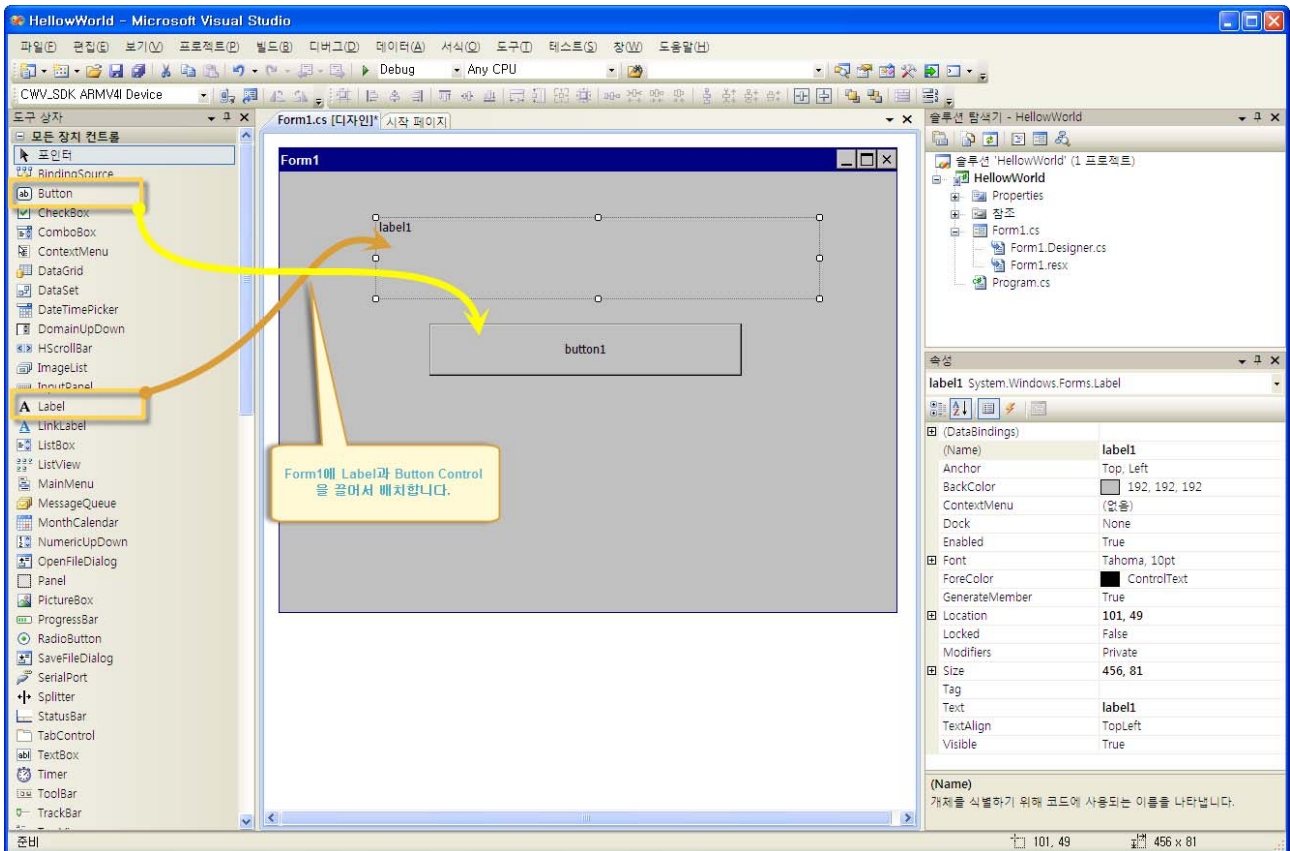 HellowWorld - Microsoft Visual Studio
파일(F) 편집(E) 보기(V) 프로젝트(P) 빌드(B) 디버그(D) 데이터(A) 서식(O) 도구(T) 테스트(S) 창(W) 도움말(H)
Debug Any CPU
CWV_SDK ARMV4I Device
도구 상자
모든 장치 컨트롤
포인터
BindingSource
Button
CheckBox
ComboBox
ContextMenu
DataGrid
DataSet
DateTimePicker
DomainUpDown
HScrollBar
ImageList
InputPanel
Label
LinkLabel
ListBox
ListView
MainMenu
MessageQueue
MonthCalendar
NumericUpDown
OpenFileDialog
Panel
PictureBox
ProgressBar
RadioButton
SaveFileDialog
SerialPort
Splitter
StatusBar
TabControl
TextBox
Timer
ToolBar
TrackBar
Form1.cs [디자인]* 시작 페이지
Form1
label1
button1
Form1에 Label과 Button Control
을 끌어서 배치합니다.
솔루션 탐색기 - HellowWorld
솔루션 'HellowWorld' (1 프로젝트)
HellowWorld
Properties
참조
Form1.cs
Form1.Designer.cs
Form1.resx
Program.cs
속성
label1 System.Windows.Forms.Label
(DataBindings)
(Name) label1
Anchor Top, Left
BackColor 192, 192, 192
ContextMenu (없음)
Dock None
Enabled True
Font Tahoma, 10pt
ForeColor ControlText
GenerateMember True
Location 101, 49
Locked False
Modifiers Private
Size 456, 81
Tag
Text label1
TextAlign TopLeft
Visible True
(Name)
개체를 식별하기 위해 코드에 사용되는 이름을 나타냅니다.
준비 101, 49 456 x 81